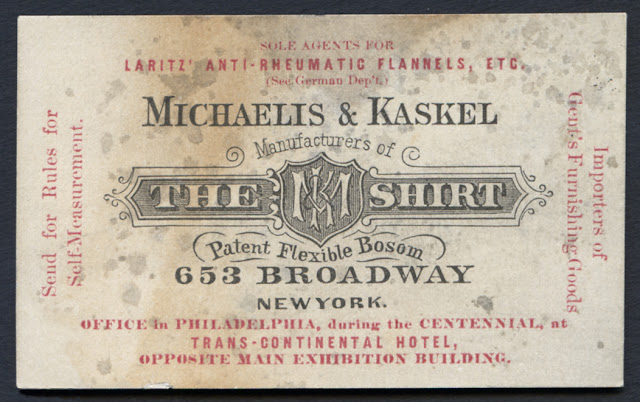 SOLE AGENTS FOR
LARITZ' ANTI-RHEUMATIC FLANNELS, ETC.
(See German Dep't.)
MICHAELIS & KASKEL
Manufacturers of
THE MK SHIRT
Patent Flexible Bosom
653 BROADWAY
NEW YORK.
OFFICE in PHILADELPHIA, during the CENTENNIAL, at
TRANS-CONTINENTAL HOTEL,
OPPOSITE MAIN EXHIBITION BUILDING.
Send for Rules for
Self-Measurement.
Importers of
Gent's Furnishing Goods